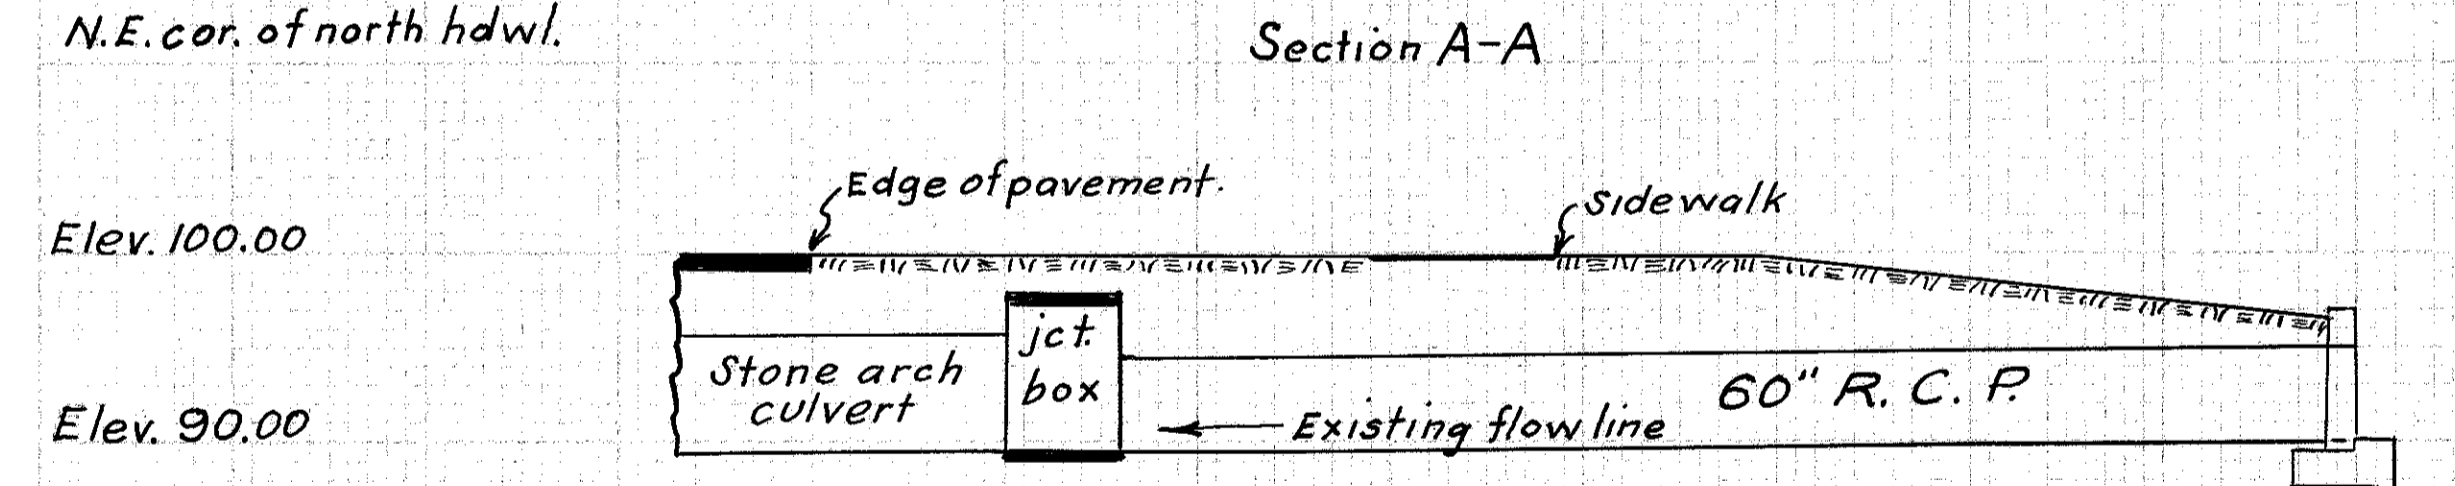 N.E. cor. of north hdwl.
Section A-A
Edge of pavement.
Sidewalk
Elev. 100.00
jct.
box
Stone arch
culvert
60" R. C. P.
Elev. 90.00
Existing flow line